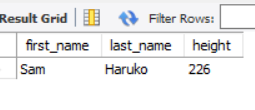 Result Grid Filter Rows:
first_name last_name height
Sam Haruko 226